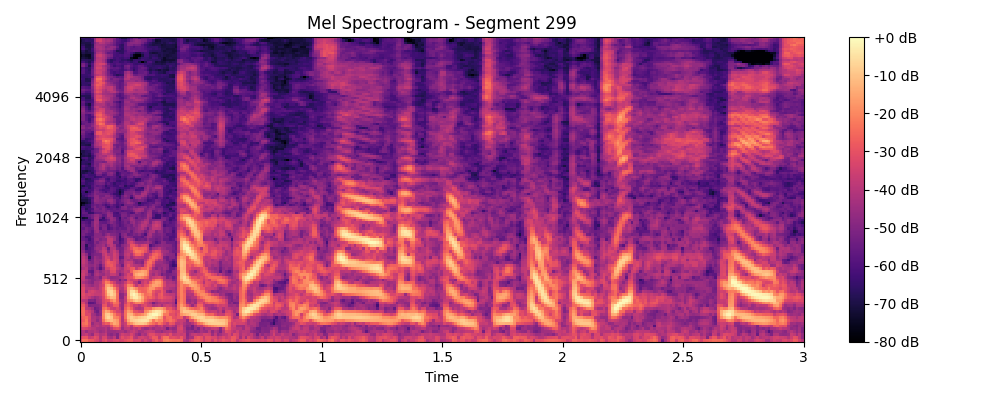 Mel Spectrogram - Segment 299
Frequency
4096
2048
1024
512
0
0
0.5
1
1.5
2
2.5
3
Time
+0 dB
-10 dB
-20 dB
-30 dB
-40 dB
-50 dB
-60 dB
-70 dB
-80 dB